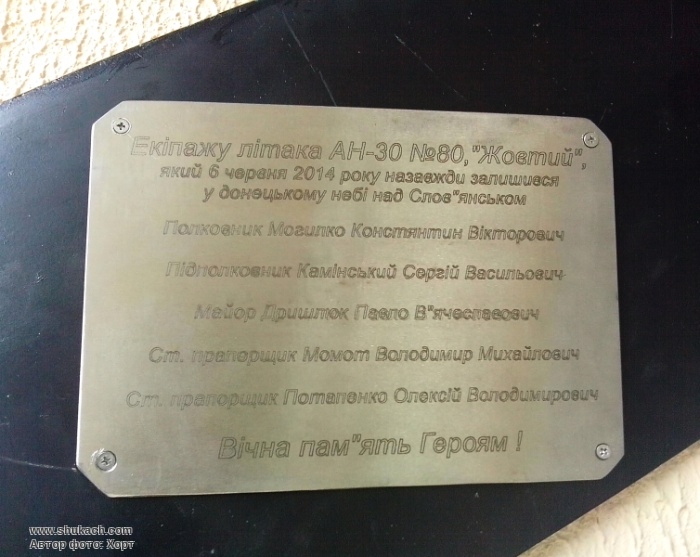 Екіпажу літака АН-30 №80,"Жовтий",
який 6 червня 2014 року назавжди залишився
у донецькому небі над Слов"янськом
Полковник Могилко Констянтин Вікторович
Підполковник Камінський Сергій Васильович
Майор Дришлюк Павло В"ячеславович
Ст. прапорщик Момот Володимир Михайлович
Ст. прапорщик Потапенко Олексій Володимирович
Вічна пам"ять Героям !
www.shukach.com
Автор фото: Хорт